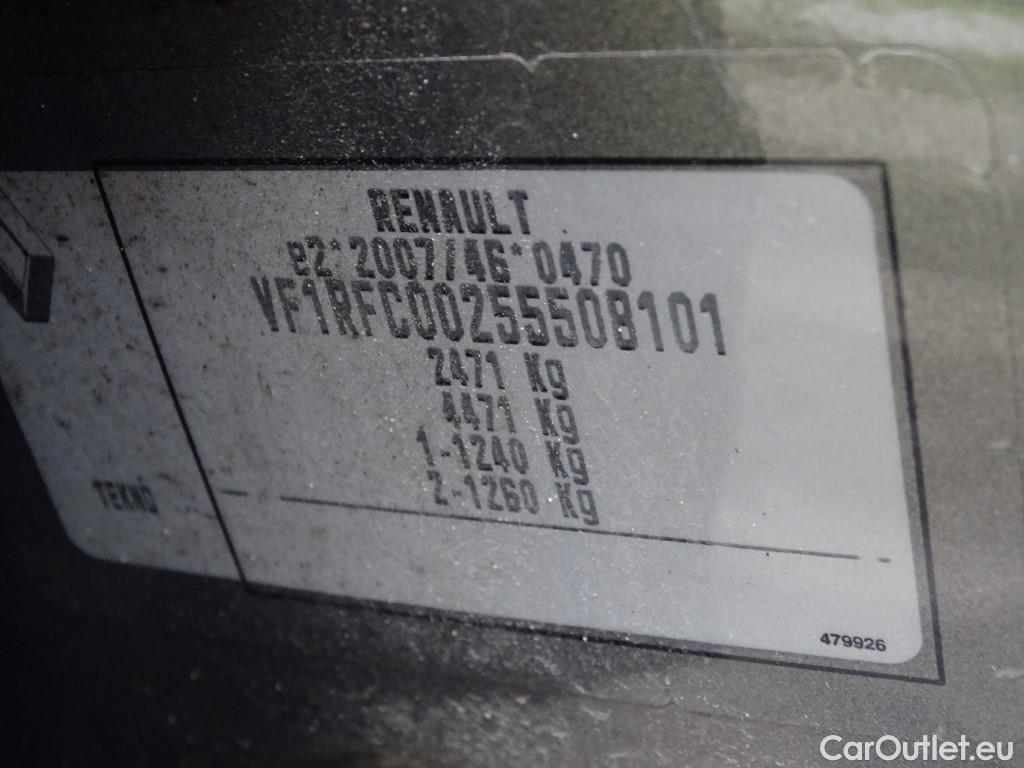 RENAULT
e2*2007/46*0470
VF1RFC00255508101
2471 Kg
4471 Kg
1-1240 Kg
2-1260 Kg
TEKNO
479926
CarOutlet.eu